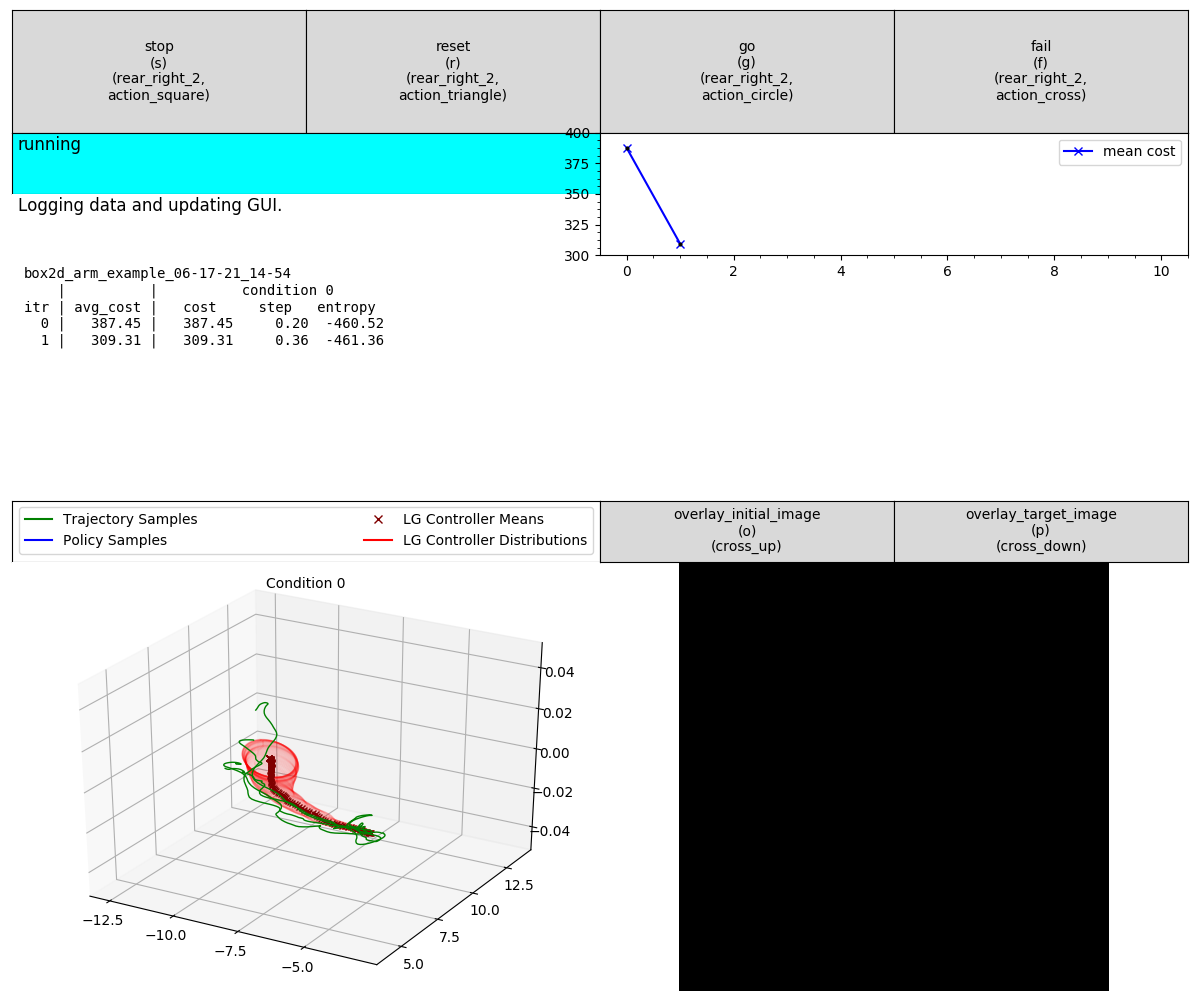 stop
(s)
(rear_right_2,
action_square)
reset
(r)
(rear_right_2,
action_triangle)
go
(g)
(rear_right_2,
action_circle)
fail
(f)
(rear_right_2,
action_cross)
running
Logging data and updating GUI.
400
375
350
325
300
mean cost
0 2 4 6 8 10
box2d_arm_example_06-17-21_14-54
| | condition 0
itr | avg_cost | cost step entropy
0 | 387.45 | 387.45 0.20 -460.52
1 | 309.31 | 309.31 0.36 -461.36
Trajectory Samples
Policy Samples
LG Controller Means
LG Controller Distributions
overlay_initial_image
(o)
(cross_up)
overlay_target_image
(p)
(cross_down)
Condition 0
0.04
0.02
0.00
−0.02
−0.04
12.5
10.0
7.5
5.0
−12.5
−10.0
−7.5
−5.0